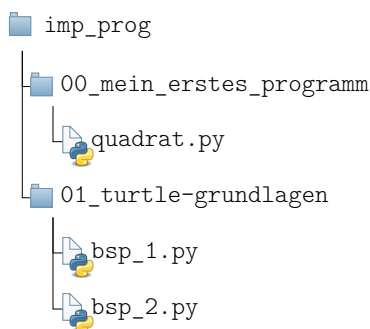 imp_prog
00_mein_erstes_programm
quadrat.py
01_turtle-grundlagen
bsp_1.py
bsp_2.py